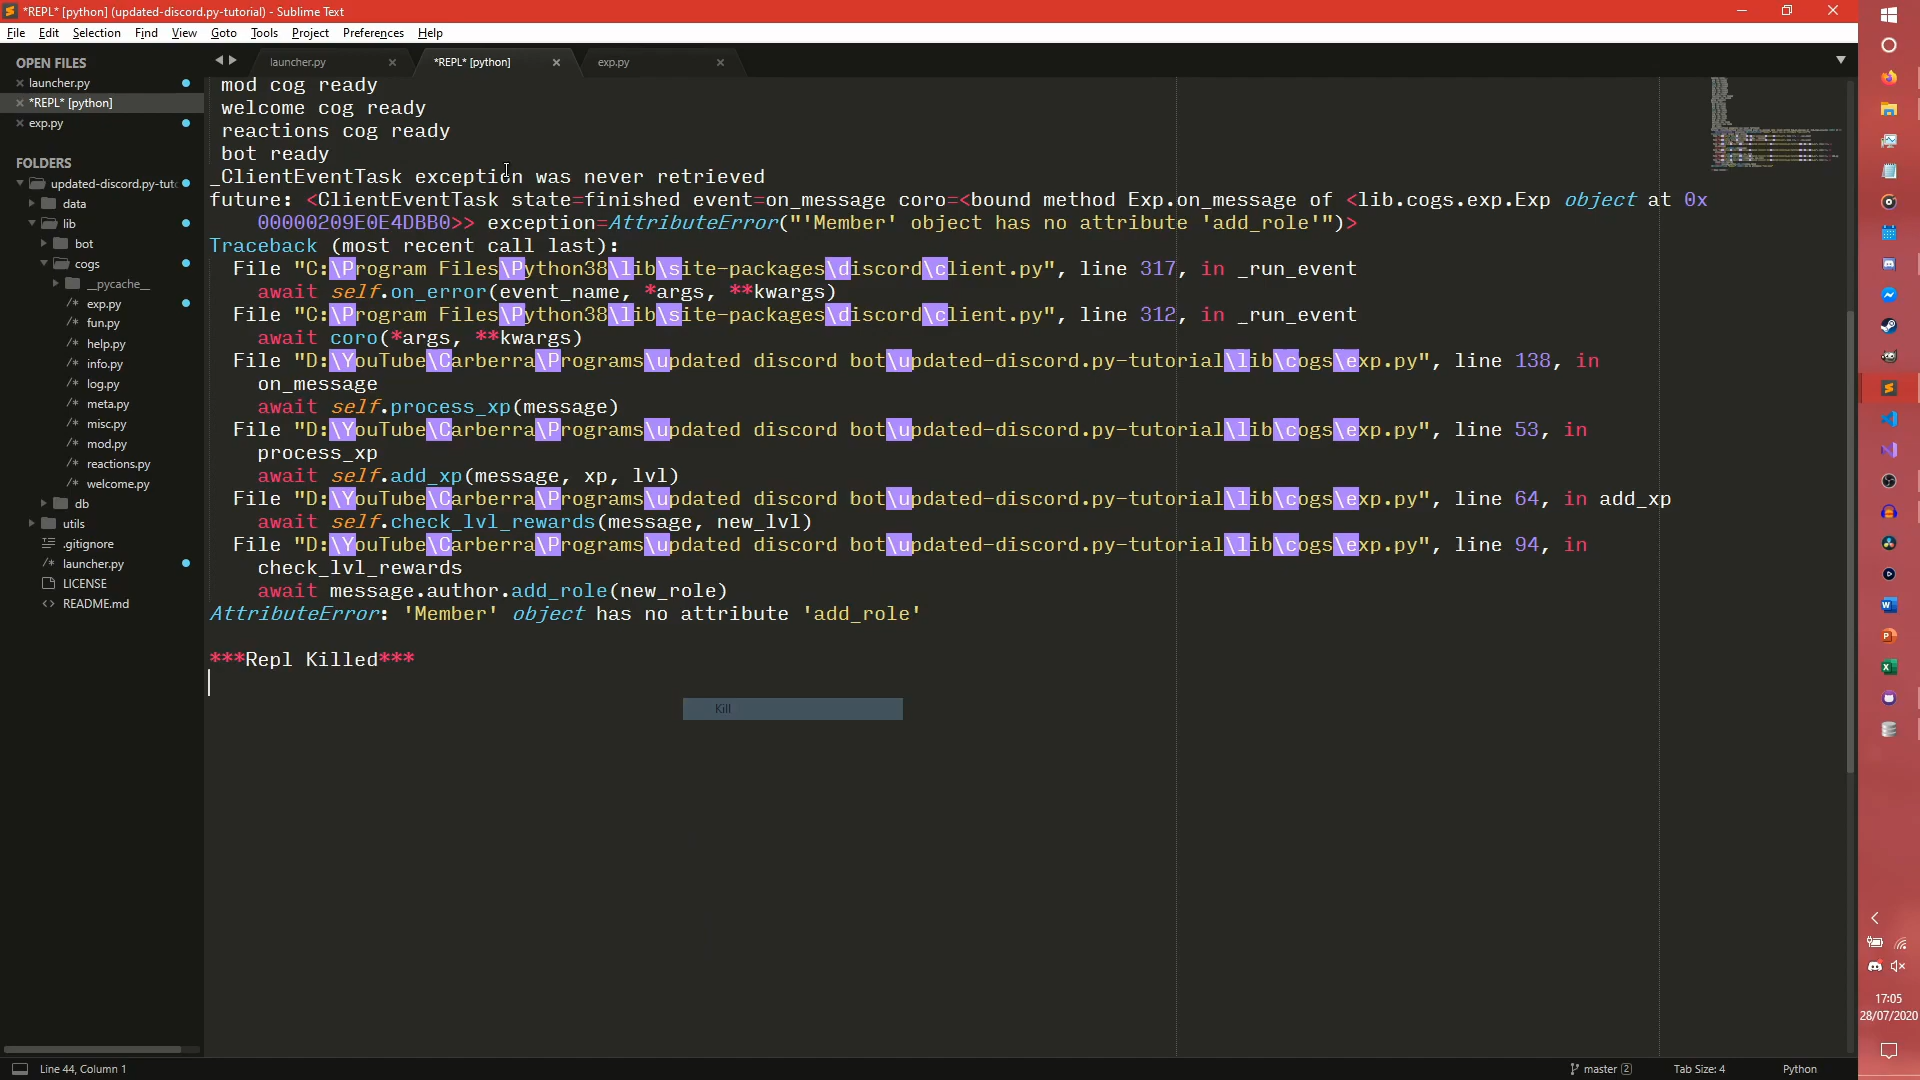 *REPL* [python] (updated-discord.py-tutorial) - Sublime Text
File Edit Selection Find View Goto Tools Project Preferences Help
OPEN FILES
launcher.py
*REPL* [python]
exp.py
FOLDERS
updated-discord.py-tut
data
lib
bot
cogs
__pycache__
/* exp.py
/* fun.py
/* help.py
/* info.py
/* log.py
/* meta.py
/* misc.py
/* mod.py
/* reactions.py
/* welcome.py
db
utils
.gitignore
/* launcher.py
LICENSE
<> README.md
launcher.py *REPL* [python] exp.py
mod cog ready
welcome cog ready
reactions cog ready
bot ready
_ClientEventTask exception was never retrieved
future: <ClientEventTask state=finished event=on_message coro=<bound method Exp.on_message of <lib.cogs.exp.Exp object at 0x
00000209E0E4DBB0>> exception=AttributeError("'Member' object has no attribute 'add_role'")>
Traceback (most recent call last):
File "C:\Program Files\Python38\lib\site-packages\discord\client.py", line 317, in _run_event
await self.on_error(event_name, *args, **kwargs)
File "C:\Program Files\Python38\lib\site-packages\discord\client.py", line 312, in _run_event
await coro(*args, **kwargs)
File "D:\YouTube\Carberra\Programs\updated discord bot\updated-discord.py-tutorial\lib\cogs\exp.py", line 138, in
on_message
await self.process_xp(message)
File "D:\YouTube\Carberra\Programs\updated discord bot\updated-discord.py-tutorial\lib\cogs\exp.py", line 53, in
process_xp
await self.add_xp(message, xp, lvl)
File "D:\YouTube\Carberra\Programs\updated discord bot\updated-discord.py-tutorial\lib\cogs\exp.py", line 64, in add_xp
await self.check_lvl_rewards(message, new_lvl)
File "D:\YouTube\Carberra\Programs\updated discord bot\updated-discord.py-tutorial\lib\cogs\exp.py", line 94, in
check_lvl_rewards
await message.author.add_role(new_role)
AttributeError: 'Member' object has no attribute 'add_role'
***Repl Killed***
Kill
Line 44, Column 1
master 2
Tab Size: 4
Python
17:05
28/07/2020